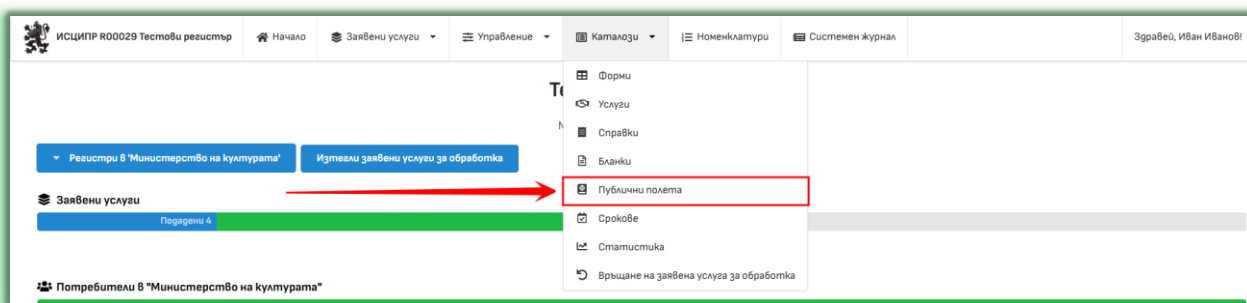 ИСЦИПР R00029 Тестови регистър Начало Заявени услуги Управление Каталози Номенклатури Системен журнал Здравей, Иван Иванов!
Форми
Услуги
Справки
Бланки
Регистри в 'Министерство на културата' Изтегли заявени услуги за обработка
Публични полета
Заявени услуги
Срокове
Подадени 4
Статистика
Връщане на заявена услуга за обработка
Потребители в "Министерство на културата"